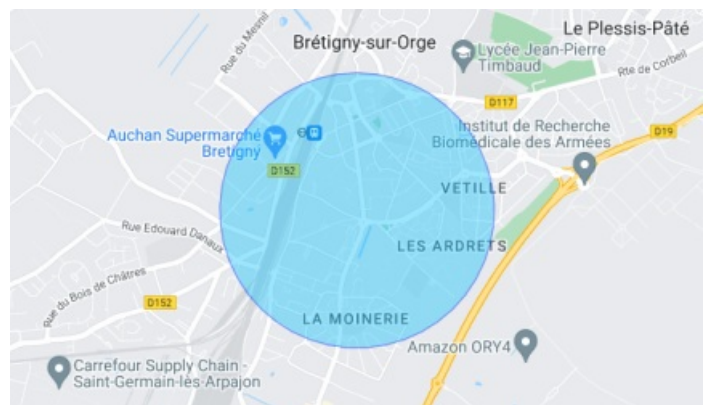 Le Plessis-Pâté
Brétigny-sur-Orge
Rue du Mesnil
Lycée Jean-Pierre
Timbaud
Rte de Corbeil
D117
D19
Auchan Supermarché
Bretigny
Institut de Recherche
Biomédicale des Armées
D152
VETILLE
Rue Edouard Danaux
LES ARDRETS
Rue du Bois de Châtres
D152
LA MOINERIE
Amazon ORY4
Carrefour Supply Chain -
Saint-Germain-lès-Arpajon